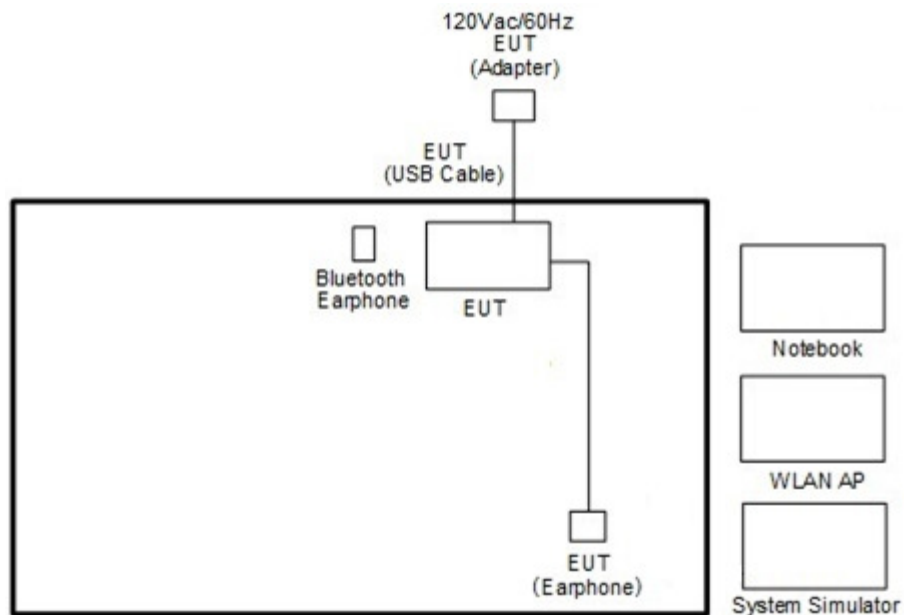 120Vac/60Hz
EUT
(Adapter)
EUT
(USB Cable)
Bluetooth
Earphone
EUT
Notebook
WLAN AP
EUT
(Earphone)
System Simulator